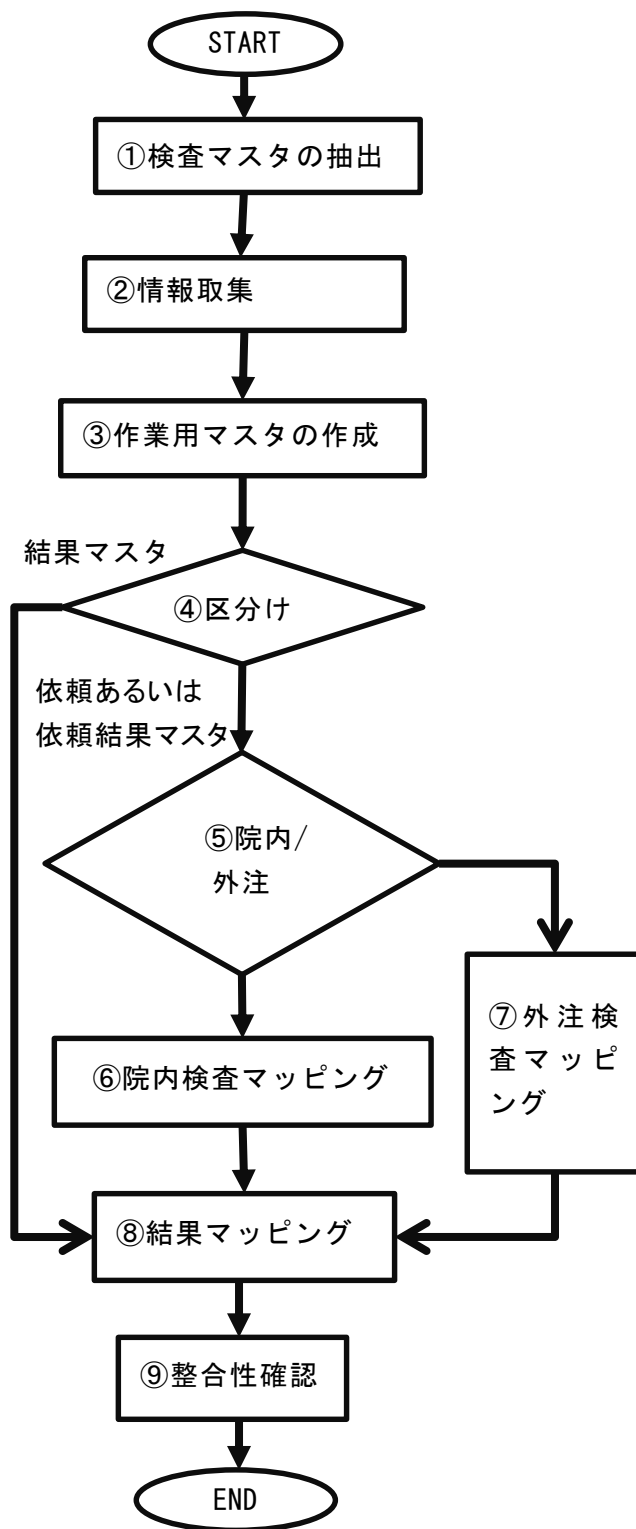 START
①検査マスタの抽出
②情報取集
③作業用マスタの作成
結果マスタ
④区分け
依頼あるいは
依頼結果マスタ
⑤院内/
外注
⑦外注検
査マッピ
ング
⑥院内検査マッピング
⑧結果マッピング
⑨整合性確認
END